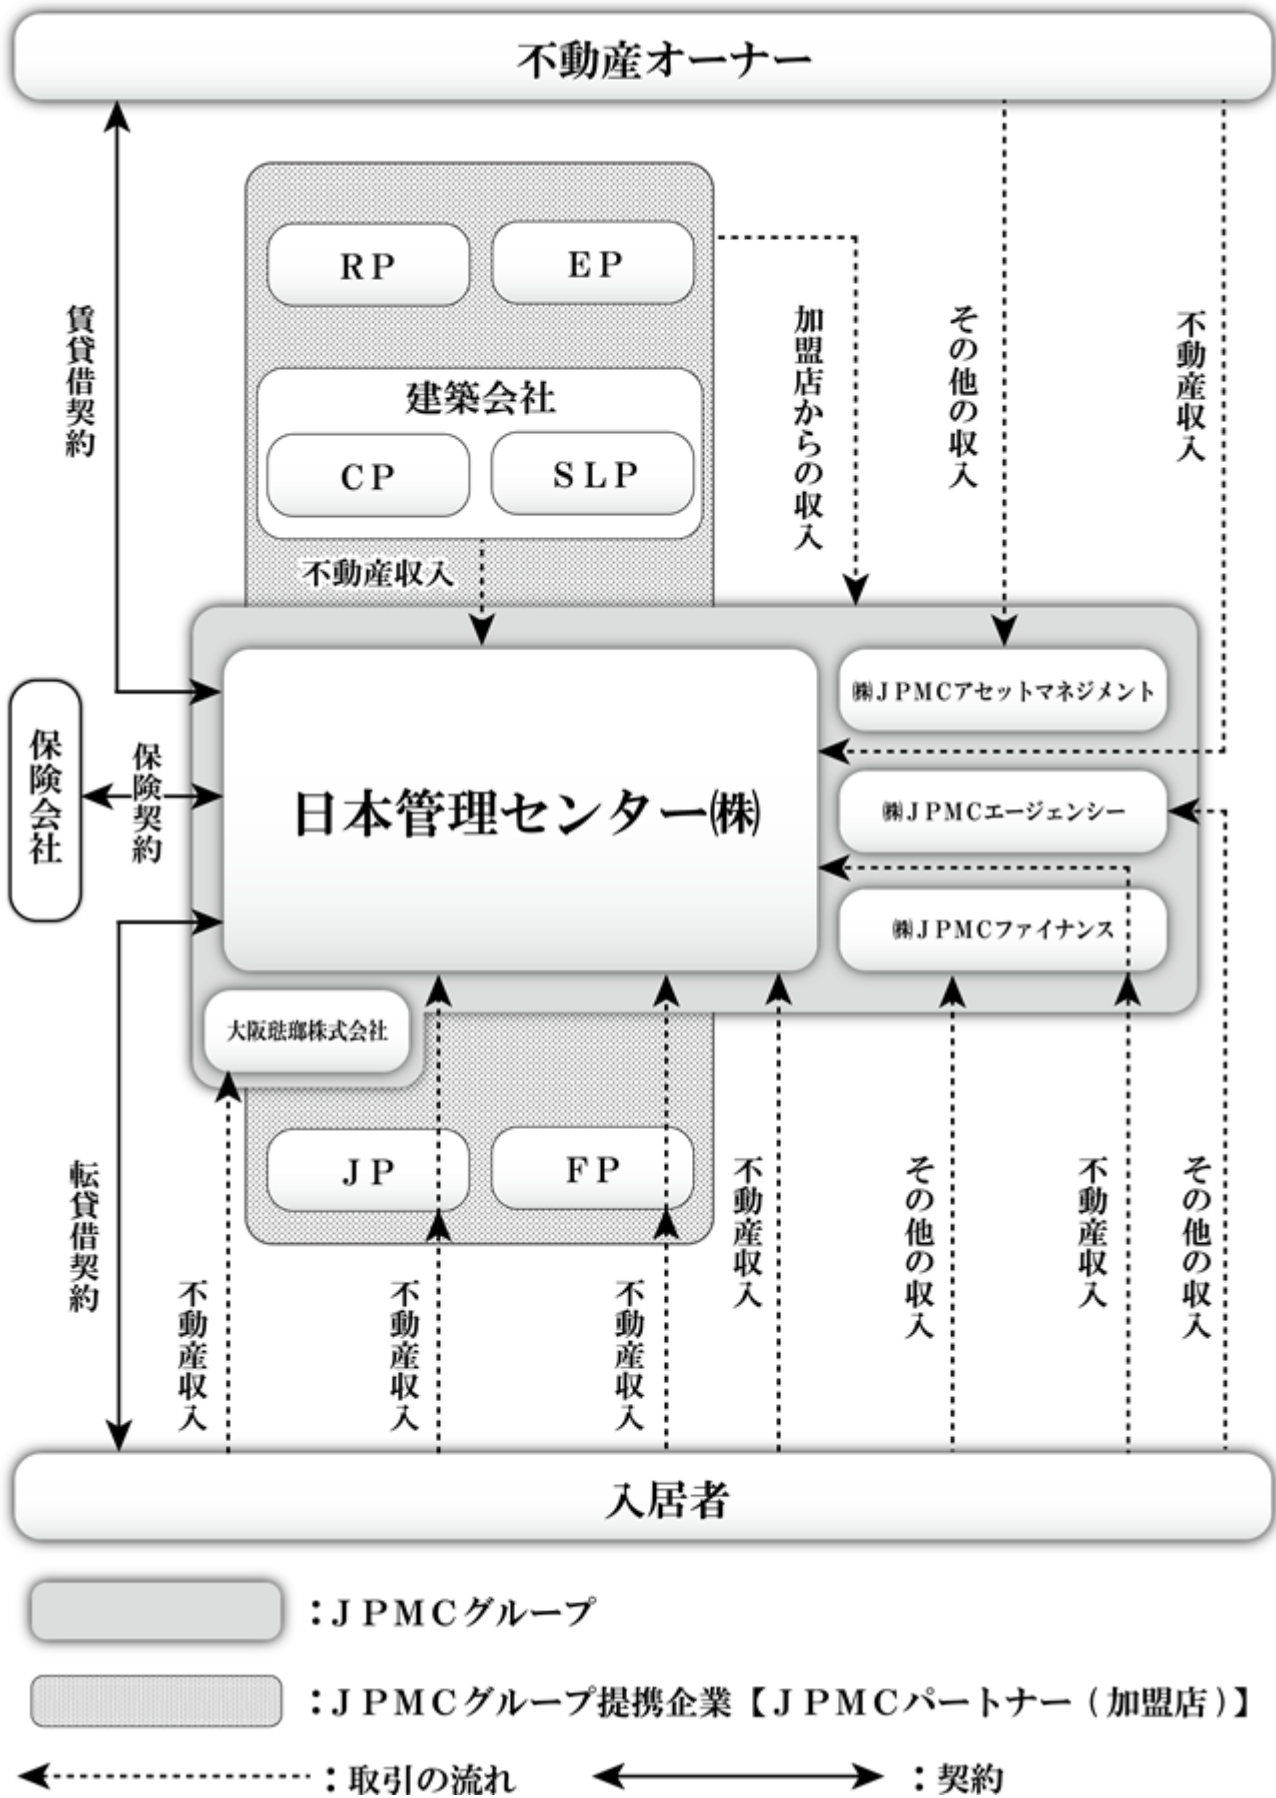 不動産オーナー
RP
EP
賃貸借契約
加盟店からの収入
その他の収入
不動産収入
建築会社
CP
SLP
不動産収入
㈱JPMCアセットマネジメント
保険会社
保険契約
日本管理センター㈱
㈱JPMCエージェンシー
㈱JPMCファイナンス
大阪琺瑯株式会社
JP
FP
転貸借契約
不動産収入
不動産収入
不動産収入
不動産収入
その他の収入
不動産収入
その他の収入
入居者
：JPMCグループ
：JPMCグループ提携企業【JPMCパートナー(加盟店)】
：取引の流れ
：契約